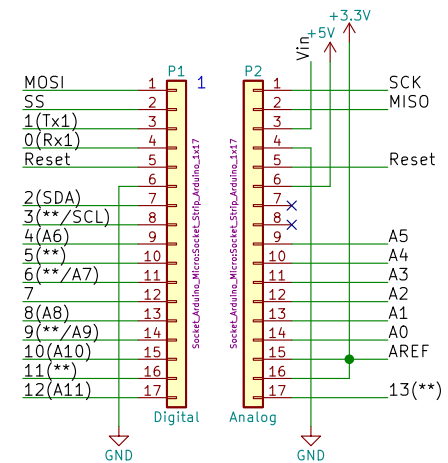 +3.3V
+5V
Vin
P1
1
P2
MOSI 1
SS 2
1(Tx1) 3
0(Rx1) 4
Reset 5
6
2(SDA) 7
3(**/SCL) 8
4(A6) 9
5(**) 10
6(**/A7) 11
7 12
8(A8) 13
9(**/A9) 14
10(A10) 15
11(**) 16
12(A11) 17
Socket_Arduino_Micro:Socket_Strip_Arduino_1x17
Digital
GND
Socket_Arduino_Micro:Socket_Strip_Arduino_1x17
1 SCK
2 MISO
3
4
5 Reset
6
7
8
9 A5
10 A4
11 A3
12 A2
13 A1
14 A0
15 AREF
16
17 13(**)
Analog
GND